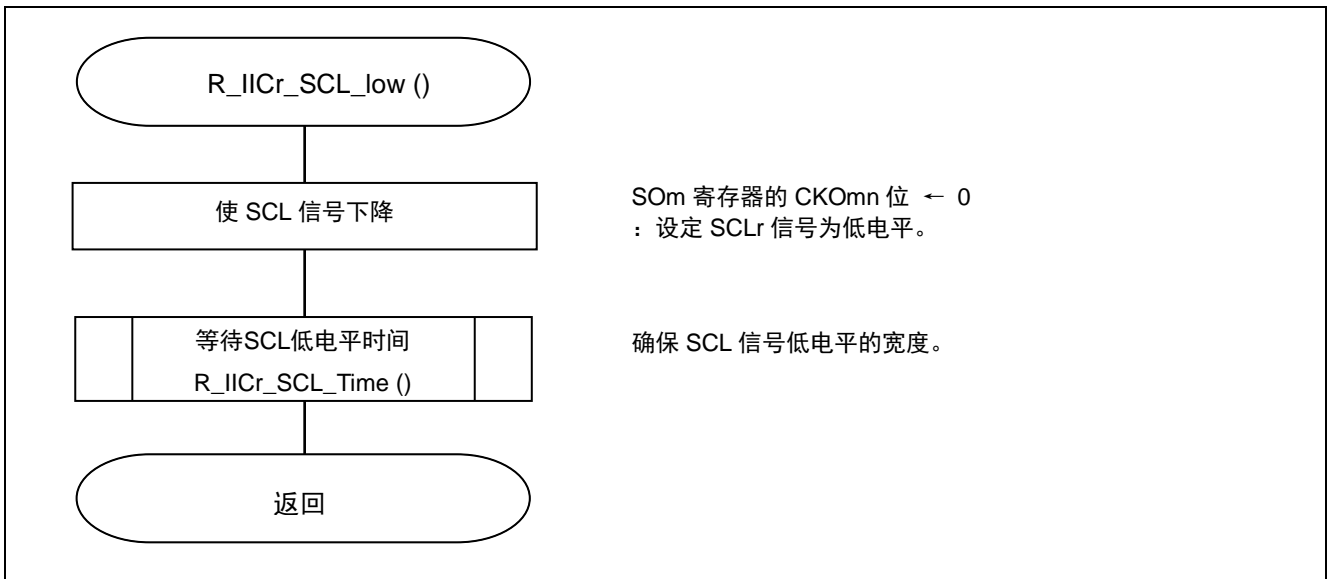 R_IICr_SCL_low ()
使 SCL 信号下降
SOm 寄存器的 CKOmn 位 ← 0
：设定 SCLr 信号为低电平。
等待SCL低电平时间
R_IICr_SCL_Time ()
确保 SCL 信号低电平的宽度。
返回